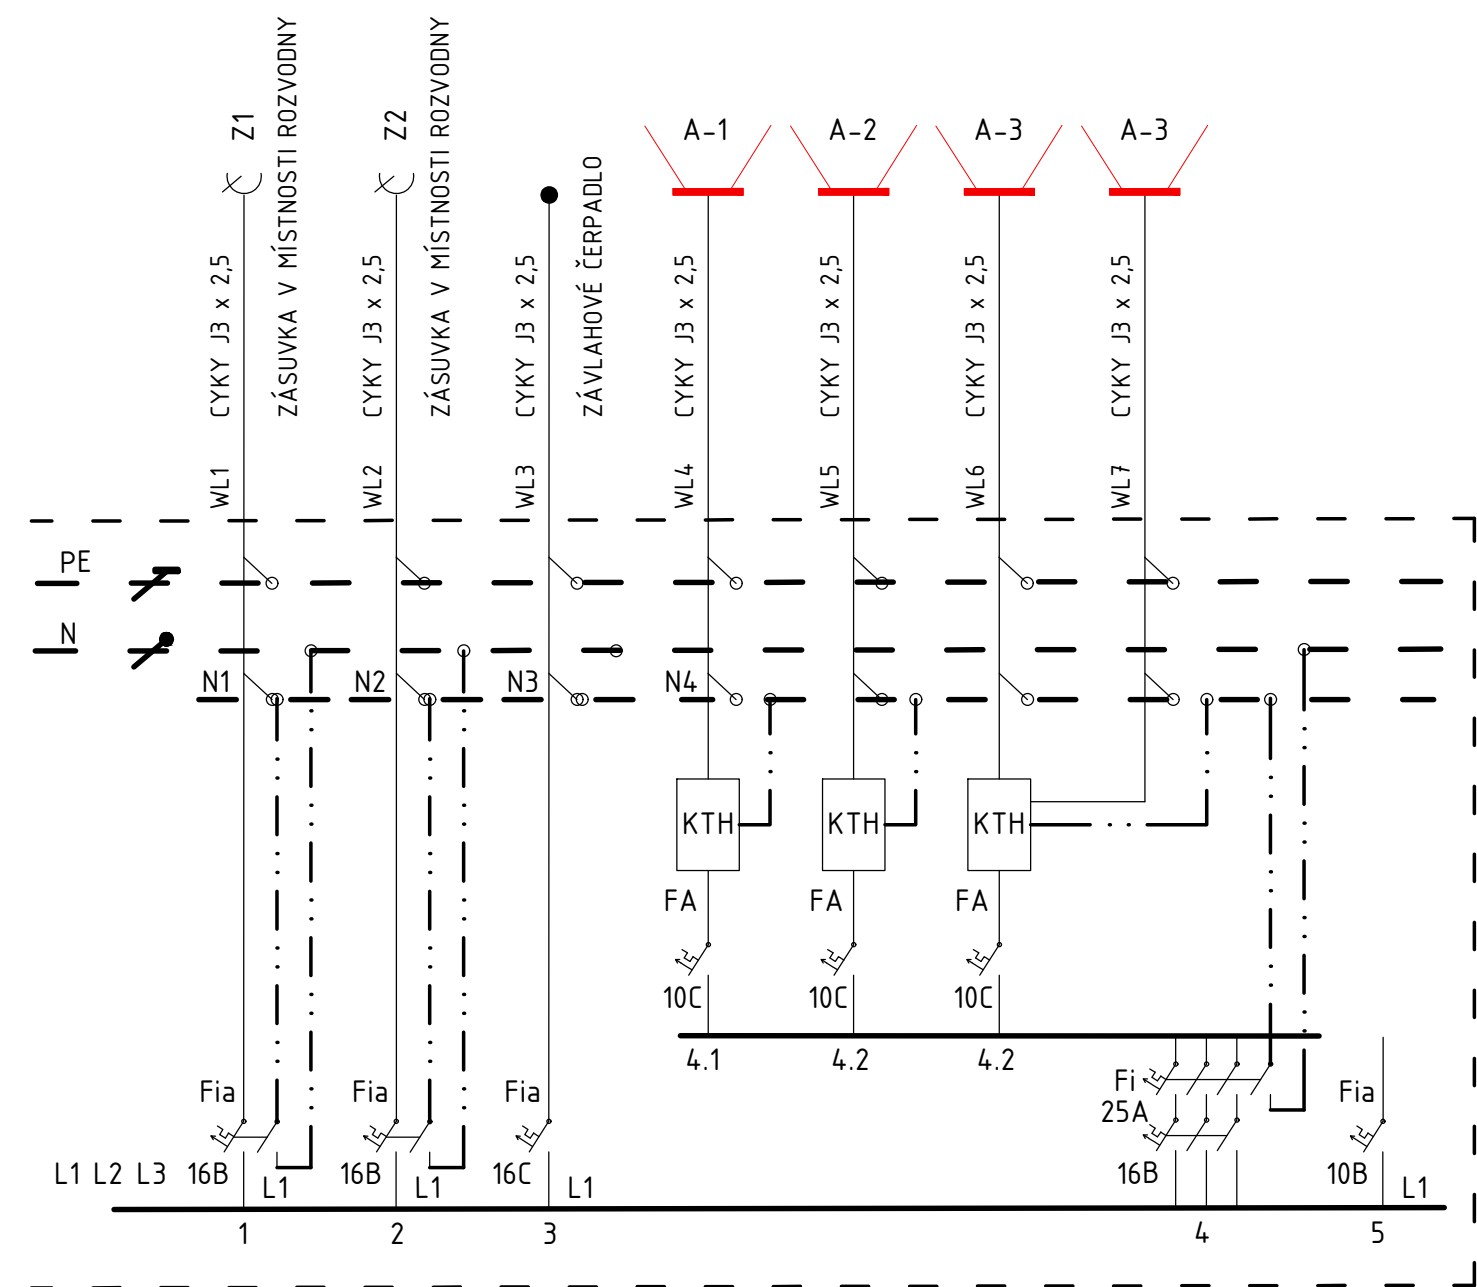 Z1
ZÁSUVKA V MÍSTNOSTI ROZVODNY
Z2
ZÁSUVKA V MÍSTNOSTI ROZVODNY
ZÁVLAHOVÉ ČERPADLO
A-1
A-2
A-3
A-3
CYKY J3 x 2,5
CYKY J3 x 2,5
CYKY J3 x 2,5
CYKY J3 x 2,5
CYKY J3 x 2,5
CYKY J3 x 2,5
CYKY J3 x 2,5
WL1
WL2
WL3
WL4
WL5
WL6
WL7
PE
N
N1
N2
N3
N4
KTH
KTH
KTH
FA
FA
FA
10C
10C
10C
4.1
4.2
4.2
Fia
Fia
Fia
Fi
25A
Fia
L1 L2 L3
16B
L1
16B
L1
16C
L1
16B
10B
L1
1
2
3
4
5